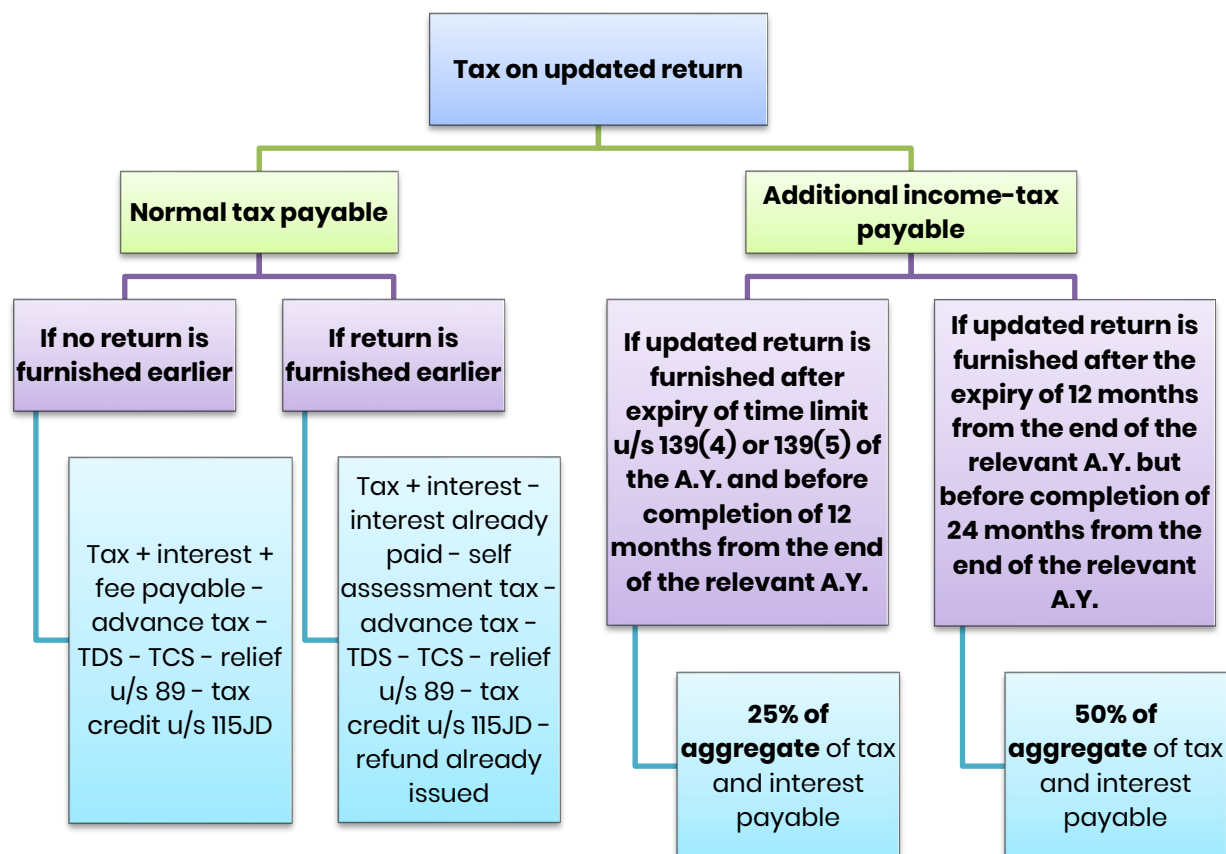 Tax on updated return
Normal tax payable
Additional income-tax
payable
If no return is
furnished earlier
If return is
furnished earlier
If updated return is
furnished after
expiry of time limit
u/s 139(4) or 139(5) of
the A.Y. and before
completion of 12
months from the end
of the relevant A.Y.
If updated return is
furnished after the
expiry of 12 months
from the end of the
relevant A.Y. but
before completion of
24 months from the
end of the relevant
A.Y.
Tax + interest +
fee payable -
advance tax -
TDS - TCS - relief
u/s 89 - tax
credit u/s 115JD
Tax + interest -
interest already
paid - self
assessment tax -
advance tax -
TDS - TCS - relief
u/s 89 - tax
credit u/s 115JD -
refund already
issued
25% of
aggregate of tax
and interest
payable
50% of
aggregate of tax
and interest
payable